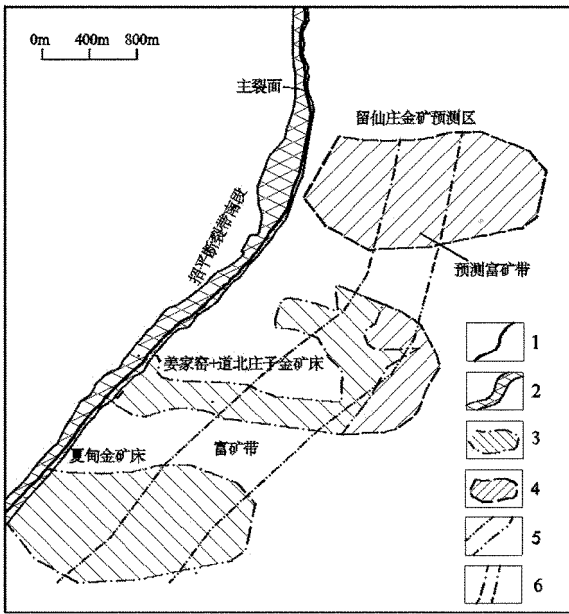 0m 400m 800m
主裂面
留仙庄金矿预测区
招平断裂带南段
预测富矿带
姜家窑+道北庄子金矿床
夏甸金矿床
富矿带
1
2
3
4
5
6